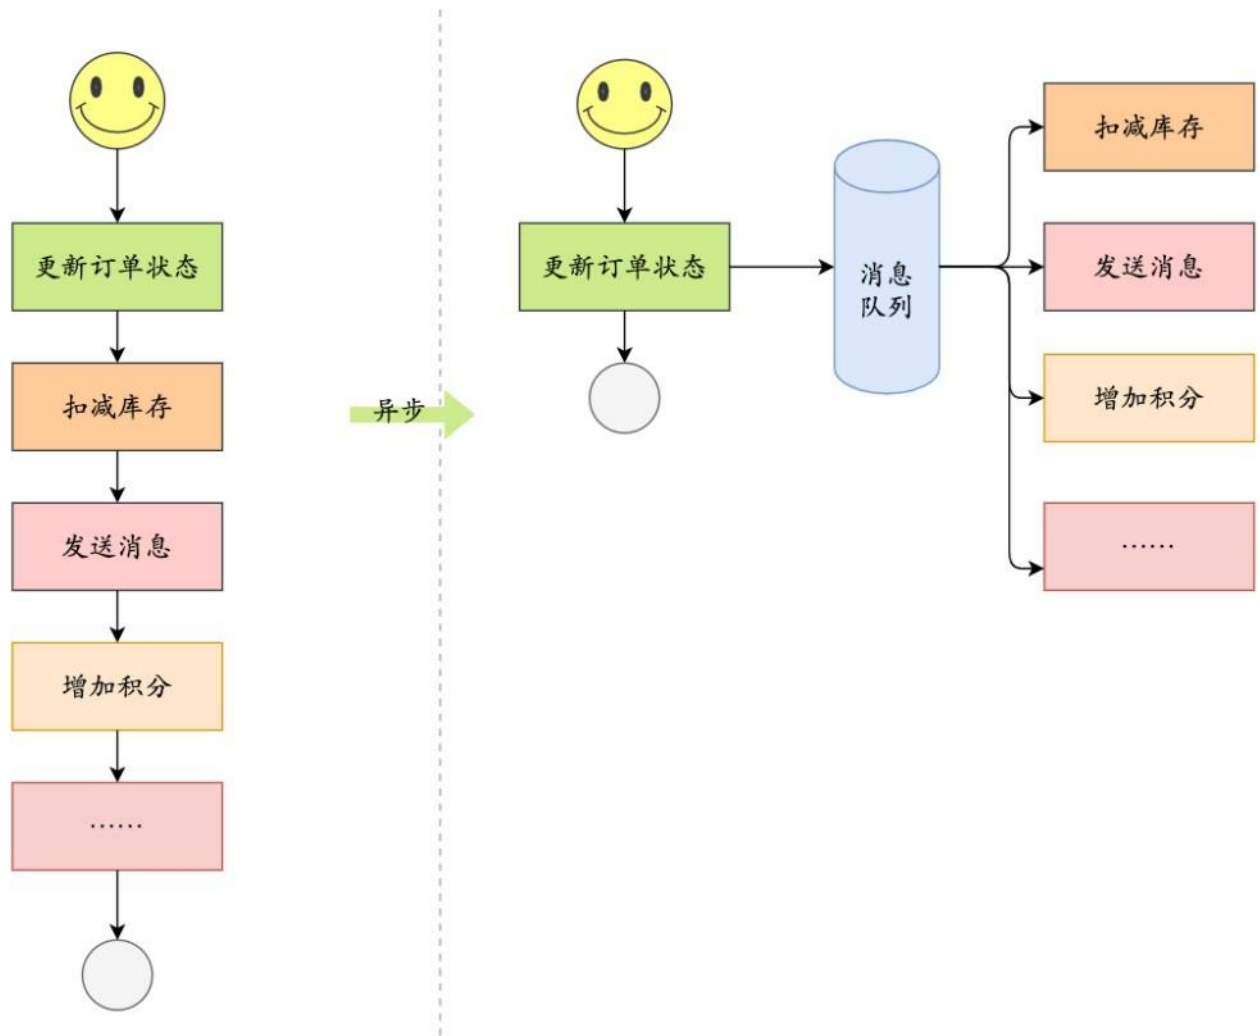 更新订单状态
扣减库存
发送消息
增加积分
......
异步
更新订单状态
消息
队列
扣减库存
发送消息
增加积分
......